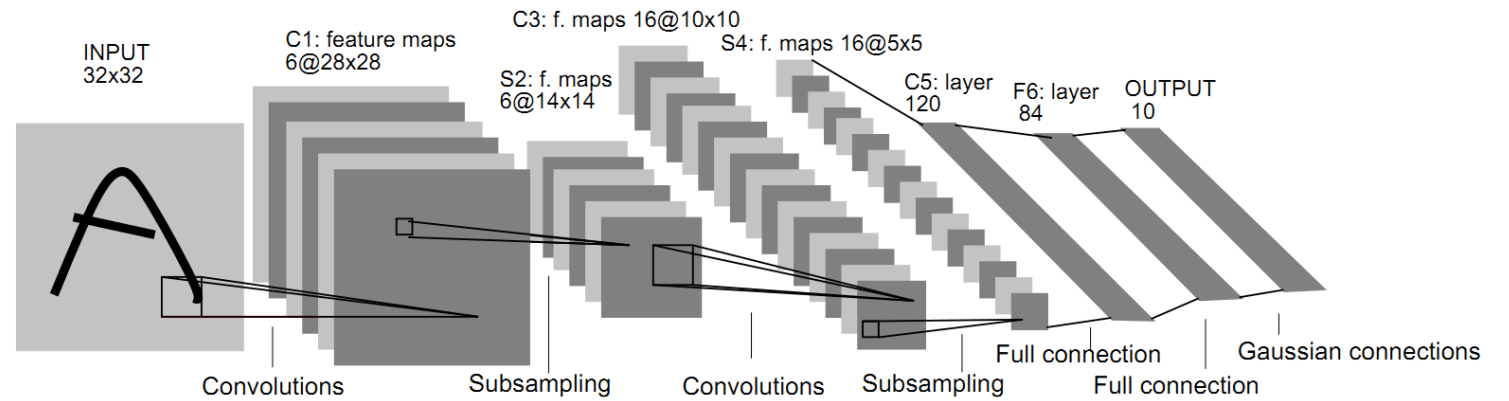 INPUT
32x32
C1: feature maps
6@28x28
S2: f. maps
6@14x14
C3: f. maps 16@10x10
S4: f. maps 16@5x5
C5: layer
120
F6: layer
84
OUTPUT
10
Convolutions
Subsampling
Convolutions
Subsampling
Full connection
Full connection
Gaussian connections